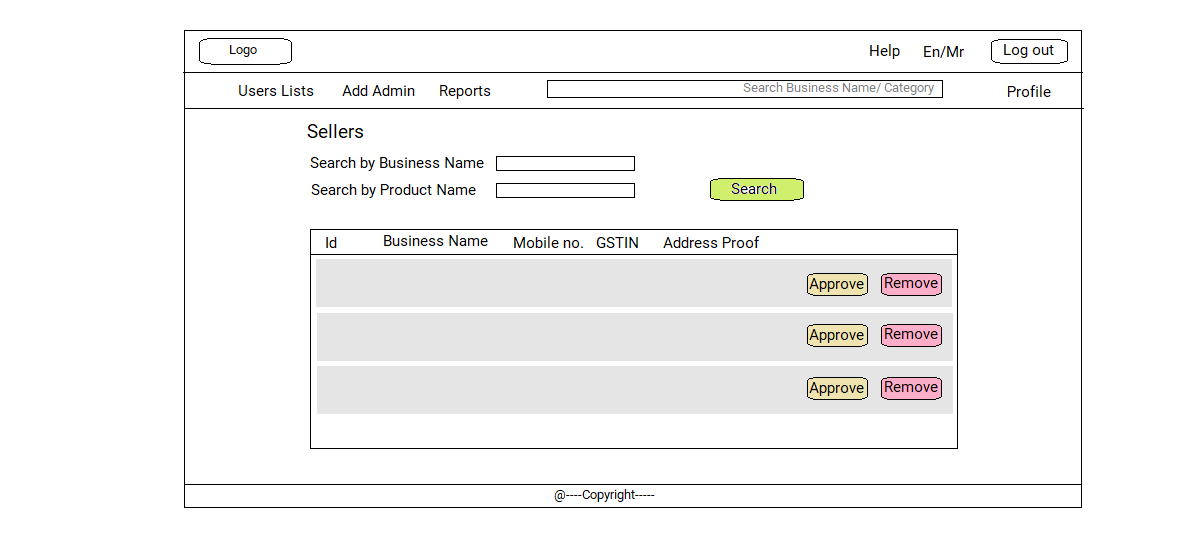 Logo Help En/Mr Log out
Users Lists Add Admin Reports Search Business Name/ Category Profile
Sellers
Search by Business Name
Search by Product Name Search
Id Business Name Mobile no. GSTIN Address Proof
Approve Remove
Approve Remove
Approve Remove
@----Copyright-----